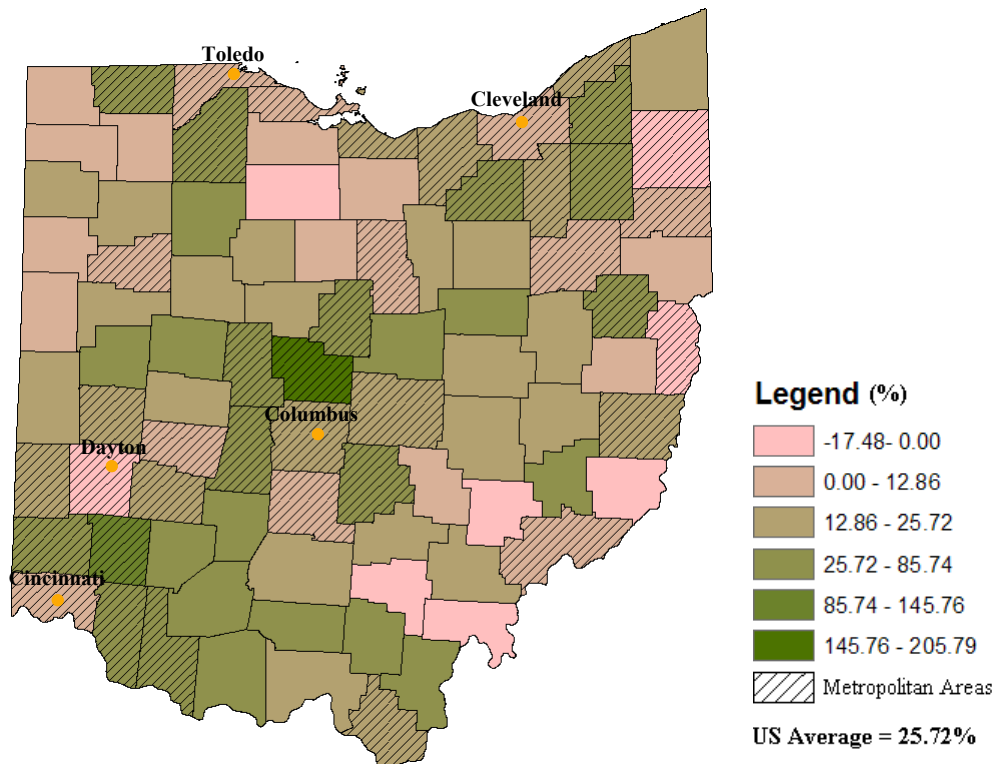 Toledo
Cleveland
Columbus
Dayton
Cincinnati
Legend (%)
-17.48- 0.00
0.00 - 12.86
12.86 - 25.72
25.72 - 85.74
85.74 - 145.76
145.76 - 205.79
Metropolitan Areas
US Average = 25.72%